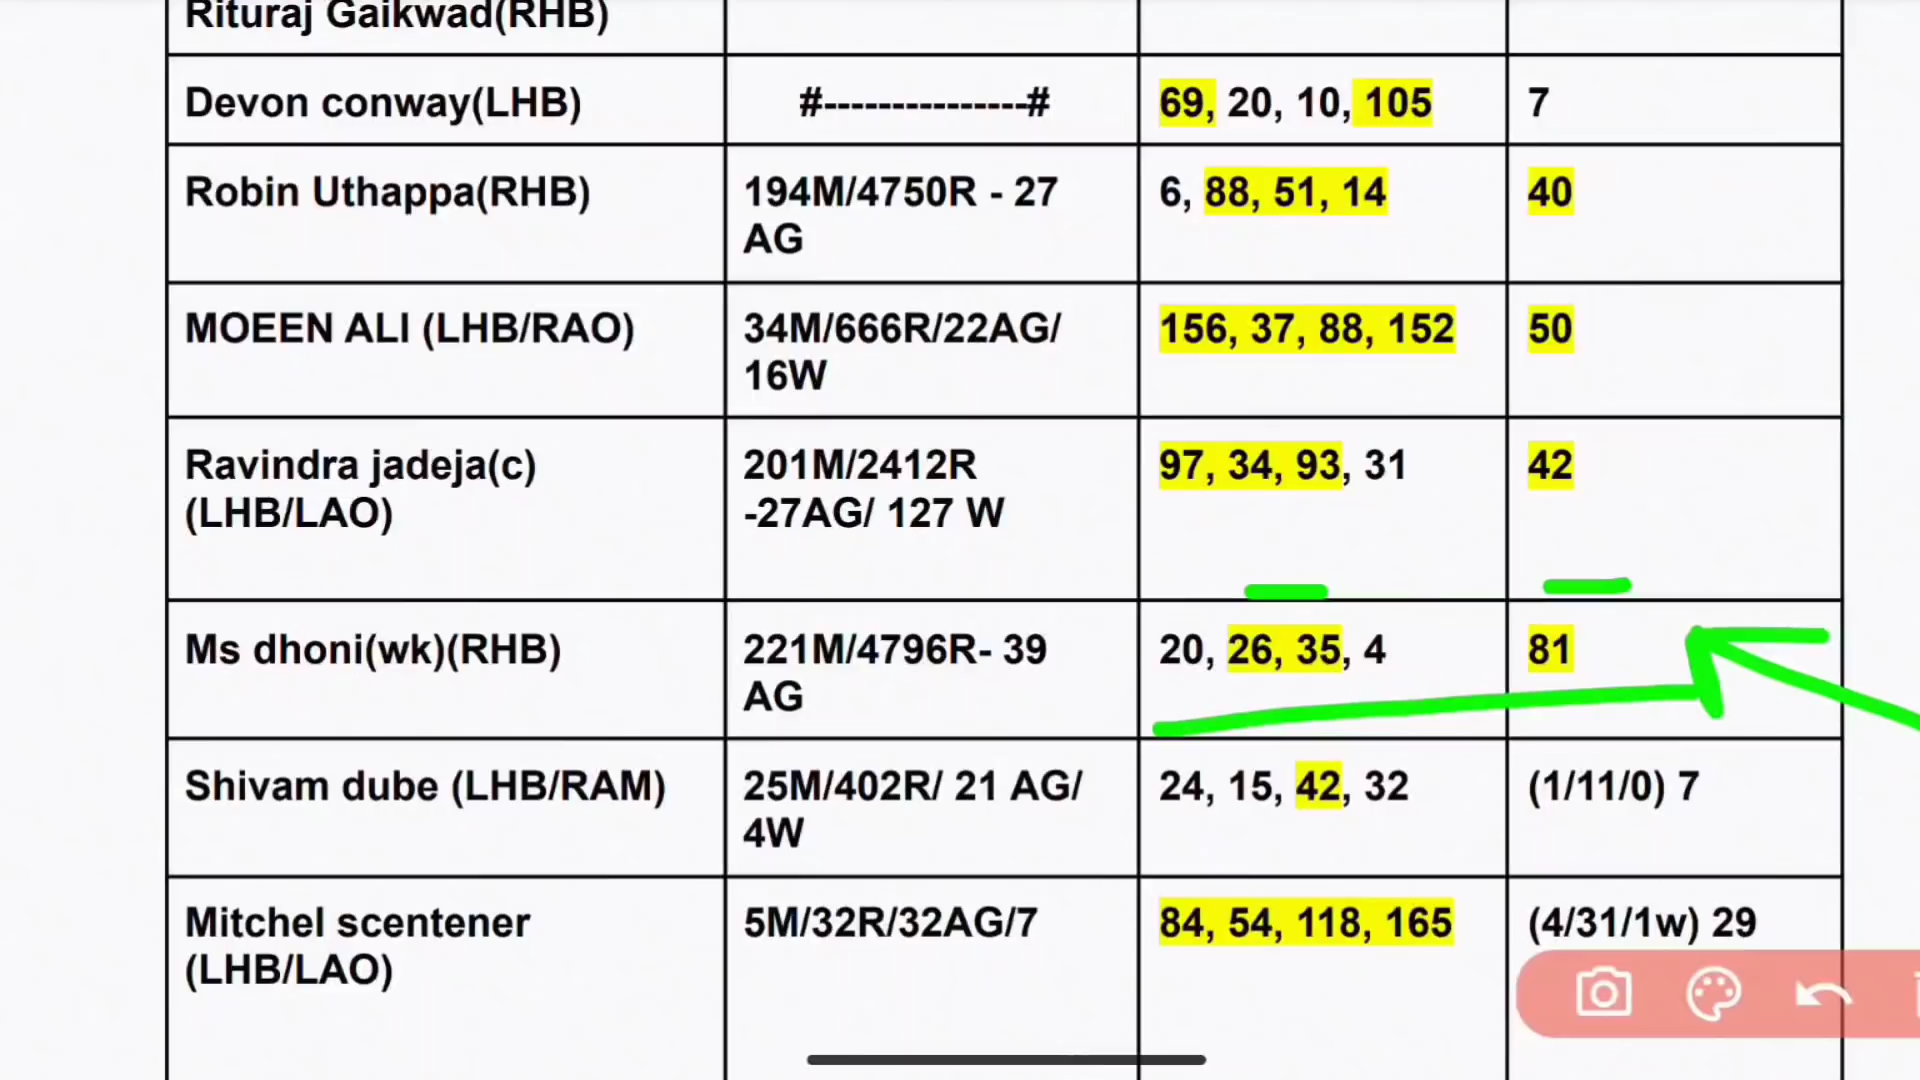 Rituraj Gaikwad(RHB)
Devon conway(LHB) #---------------# 69, 20, 10, 105 7
Robin Uthappa(RHB) 194M/4750R - 27 6, 88, 51, 14 40
AG
MOEEN ALI (LHB/RAO) 34M/666R/22AG/ 156, 37, 88, 152 50
16W
Ravindra jadeja(c) 201M/2412R 97, 34, 93, 31 42
(LHB/LAO) -27AG/ 127 W
Ms dhoni(wk)(RHB) 221M/4796R- 39 20, 26, 35, 4 81
AG
Shivam dube (LHB/RAM) 25M/402R/ 21 AG/ 24, 15, 42, 32 (1/11/0) 7
4W
Mitchel scentener 5M/32R/32AG/7 84, 54, 118, 165 (4/31/1w) 29
(LHB/LAO)